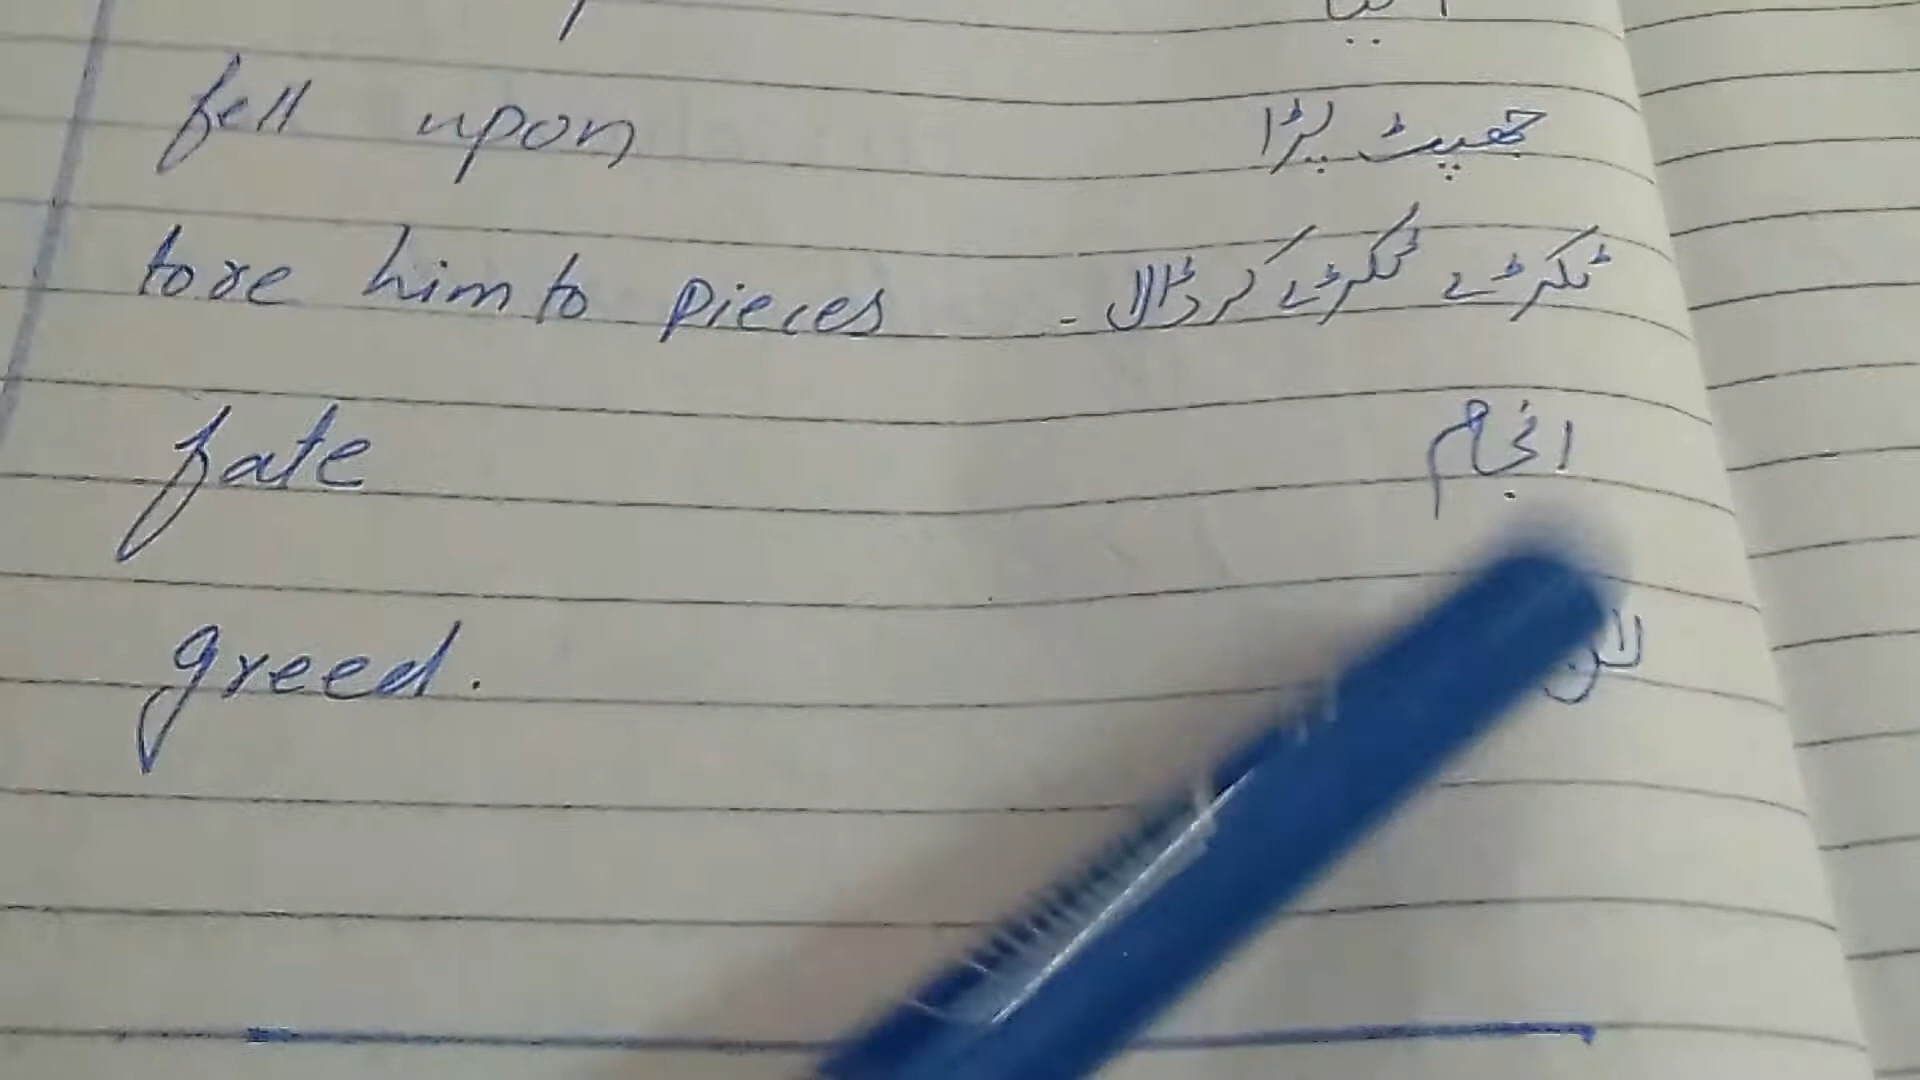 fell upon جھپٹ پڑا
tore him to pieces ٹکڑے ٹکڑے کر ڈالا۔
fate انجام
greed.